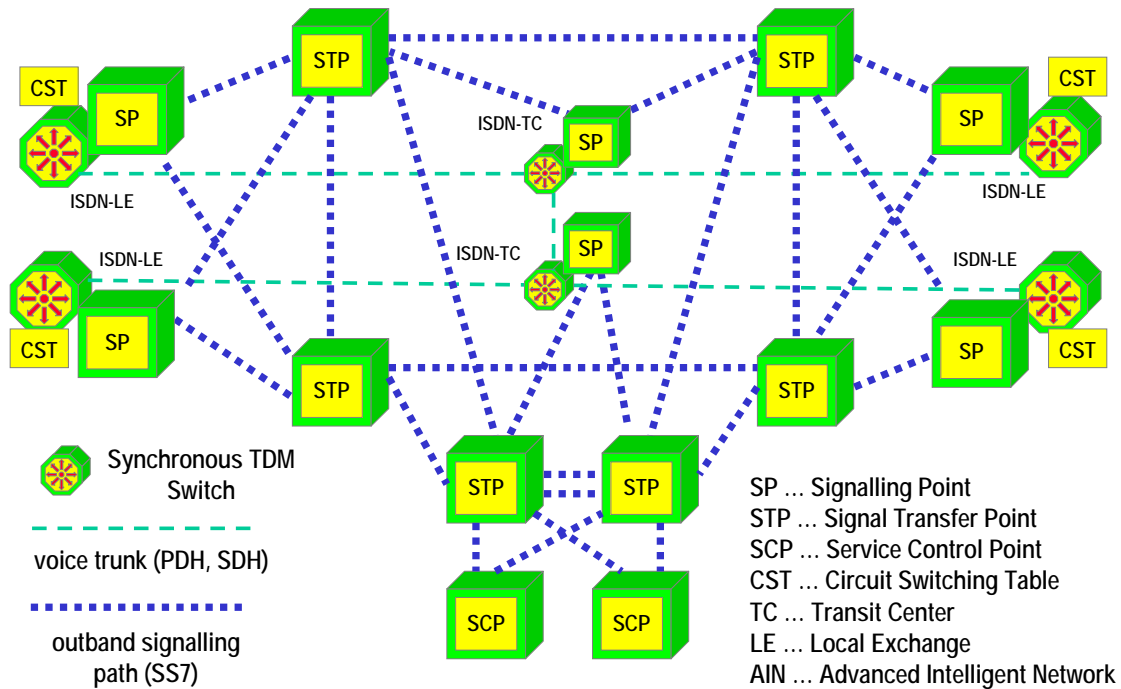 STP
STP
CST
CST
SP
ISDN-TC
SP
SP
ISDN-LE
ISDN-LE
ISDN-LE
ISDN-TC
SP
ISDN-LE
CST
SP
SP
CST
STP
STP
Synchronous TDM
Switch
STP
STP
voice trunk (PDH, SDH)
SCP
SCP
outband signalling
path (SS7)
SP ... Signalling Point
STP ... Signal Transfer Point
SCP ... Service Control Point
CST ... Circuit Switching Table
TC ... Transit Center
LE ... Local Exchange
AIN ... Advanced Intelligent Network